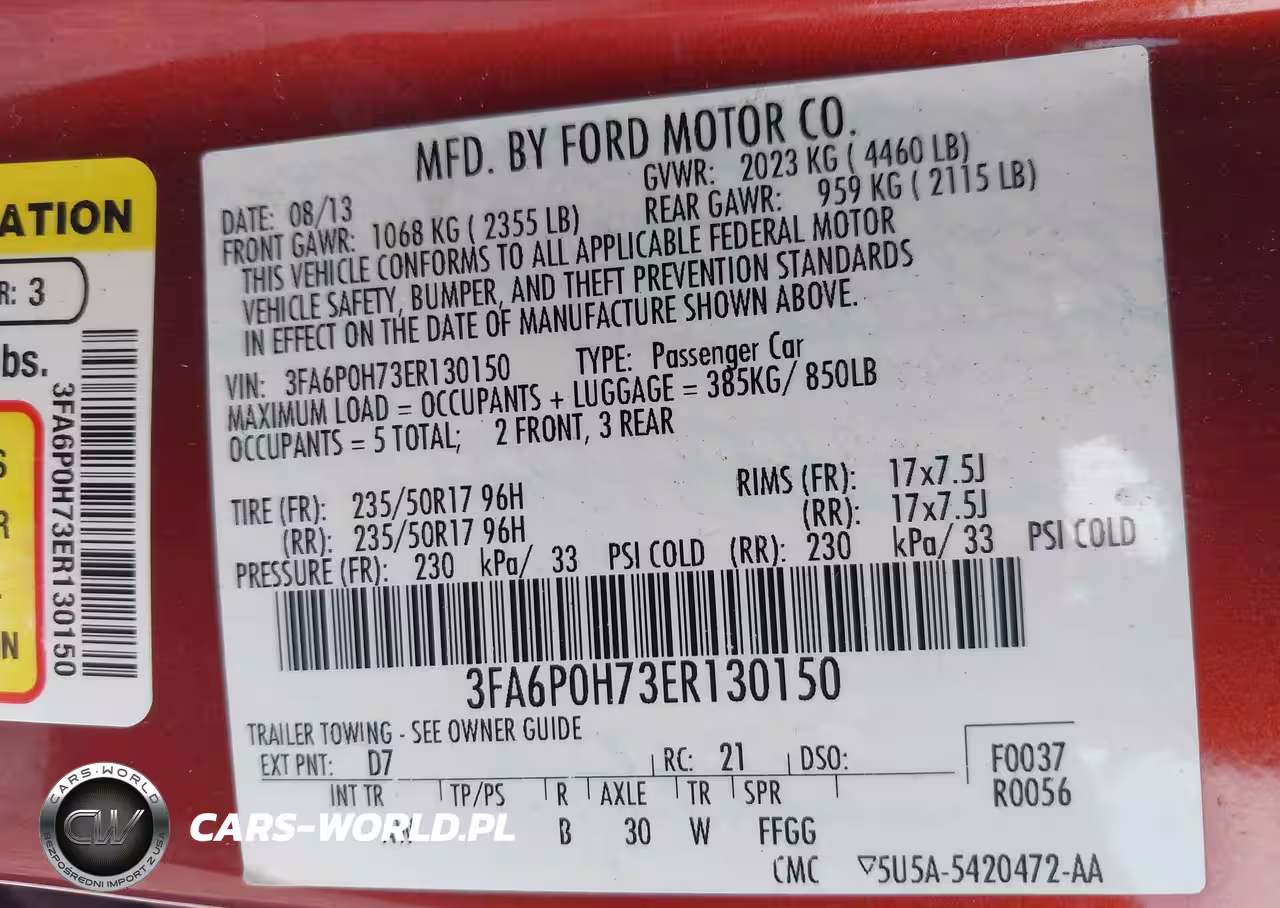 MFD. BY FORD MOTOR CO.
DATE: 08/13 GVWR: 2023 KG ( 4460 LB)
FRONT GAWR: 1068 KG ( 2355 LB) REAR GAWR: 959 KG ( 2115 LB)
THIS VEHICLE CONFORMS TO ALL APPLICABLE FEDERAL MOTOR
VEHICLE SAFETY, BUMPER, AND THEFT PREVENTION STANDARDS
IN EFFECT ON THE DATE OF MANUFACTURE SHOWN ABOVE.
VIN: 3FA6P0H73ER130150 TYPE: Passenger Car
MAXIMUM LOAD = OCCUPANTS + LUGGAGE = 385KG/ 850LB
OCCUPANTS = 5 TOTAL; 2 FRONT, 3 REAR
TIRE (FR): 235/50R17 96H RIMS (FR): 17x7.5J
(RR): 235/50R17 96H (RR): 17x7.5J
PRESSURE (FR): 230 kPa/ 33 PSI COLD (RR): 230 kPa/ 33 PSI COLD
3FA6P0H73ER130150
TRAILER TOWING - SEE OWNER GUIDE
EXT PNT: D7 RC: 21 DSO: F0037
INT TR TP/PS R AXLE TR SPR R0056
B 30 W FFGG
CMC ▽5U5A-5420472-AA
ATION
R: 3
bs.
3FA6P0H73ER130150
S
R
N
CARS-WORLD
CW
BEZPOŚREDNI IMPORT Z USA
CARS-WORLD.PL